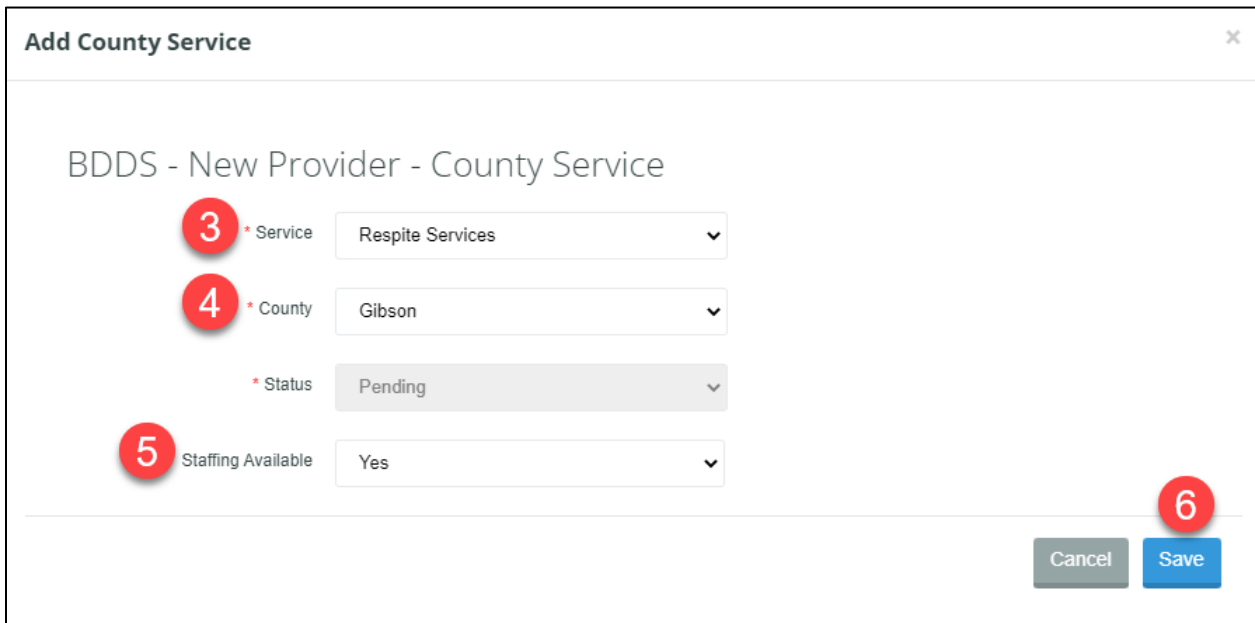 Add County Service ×
BDDS - New Provider - County Service
3 * Service Respite Services
4 * County Gibson
* Status Pending
5 Staffing Available Yes
6
Cancel Save